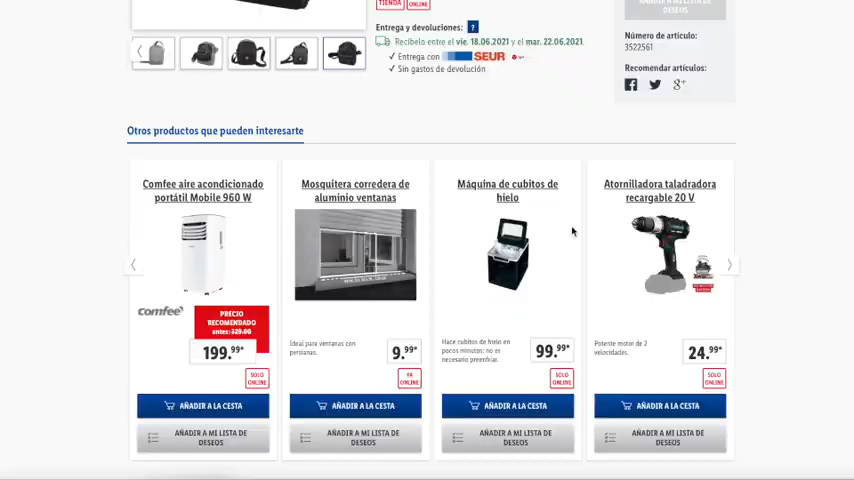 AÑADIR A MI LISTA DE
DESEOS
TIENDA
ONLINE
Entrega y devoluciones: ?
Recíbelo entre el vie. 18.06.2021 y el mar. 22.06.2021.
✓ Entrega con SEUR
✓ Sin gastos de devolución
Número de artículo:
3522561
Recomendar artículos:
Otros productos que pueden interesarte
Comfee aire acondicionado
portátil Mobile 960 W
comfee
PRECIO
RECOMENDADO
antes: 329.00
199.99*
SOLO
ONLINE
AÑADIR A LA CESTA
AÑADIR A MI LISTA DE
DESEOS
Mosquitera corredera de
aluminio ventanas
Ideal para ventanas con
persianas.
9.99*
YA
ONLINE
AÑADIR A LA CESTA
AÑADIR A MI LISTA DE
DESEOS
Máquina de cubitos de
hielo
Hace cubitos de hielo en
pocos minutos: no es
necesario preenfriar.
99.99*
SOLO
ONLINE
AÑADIR A LA CESTA
AÑADIR A MI LISTA DE
DESEOS
Atornilladora taladradora
recargable 20 V
Potente motor de 2
velocidades.
24.99*
SOLO
ONLINE
AÑADIR A LA CESTA
AÑADIR A MI LISTA DE
DESEOS